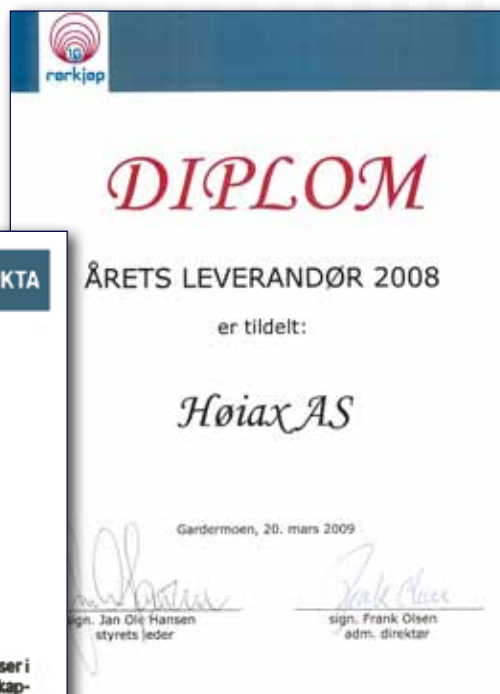 1G
rørkjøp
DIPLOM
ÅRETS LEVERANDØR 2008
er tildelt:
Høiax AS
Gardermoen, 20. mars 2009
sign. Jan Ole Hansen
styrets leder
sign. Frank Olsen
adm. direktør
KTA
ser i
kap-